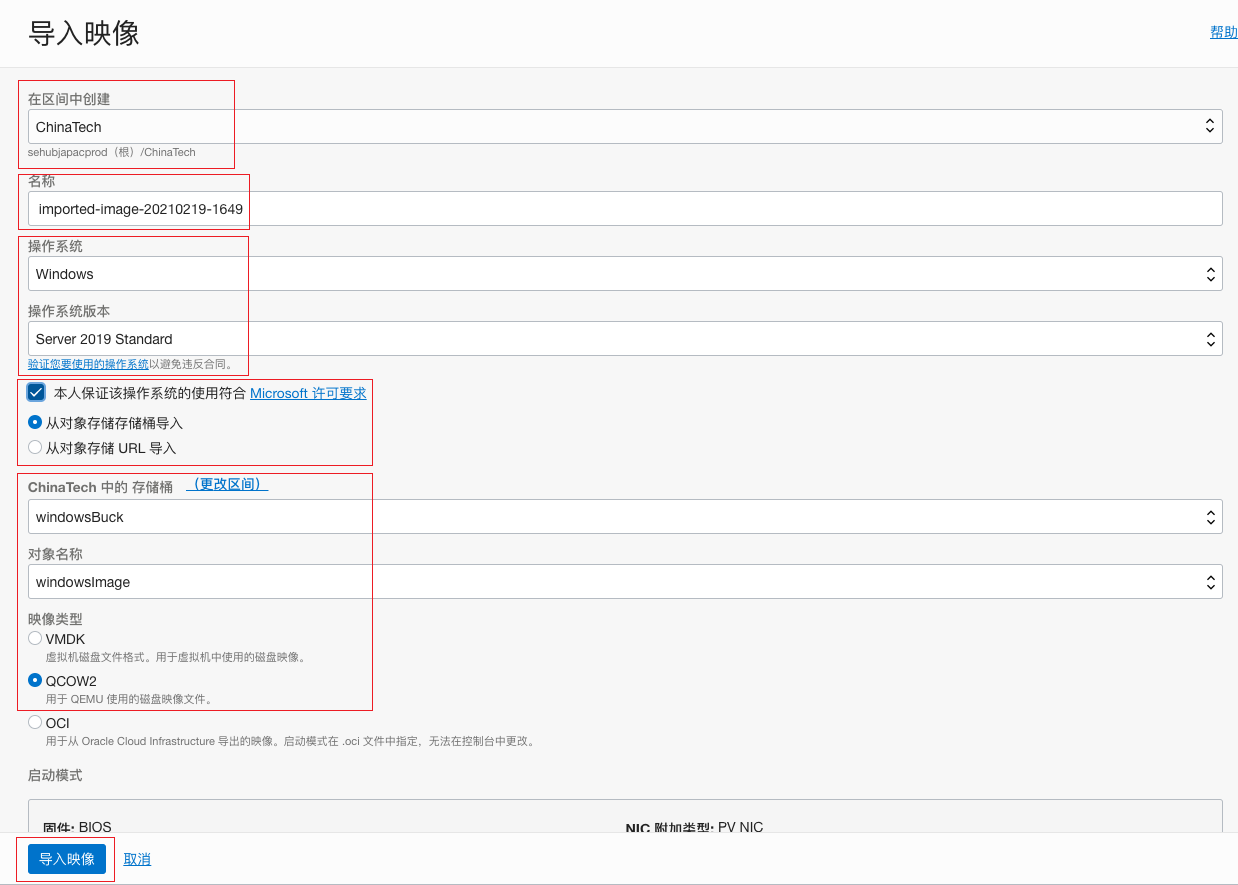 导入映像
帮助
在区间中创建
ChinaTech
sehubjapacprod（根）/ChinaTech
名称
imported-image-20210219-1649
操作系统
Windows
操作系统版本
Server 2019 Standard
验证您要使用的操作系统以避免违反合同。
本人保证该操作系统的使用符合 Microsoft 许可要求
从对象存储存储桶导入
从对象存储 URL 导入
ChinaTech 中的 存储桶 （更改区间）
windowsBuck
对象名称
windowsImage
映像类型
VMDK
虚拟机磁盘文件格式。用于虚拟机中使用的磁盘映像。
QCOW2
用于 QEMU 使用的磁盘映像文件。
OCI
用于从 Oracle Cloud Infrastructure 导出的映像。启动模式在 .oci 文件中指定，无法在控制台中更改。
启动模式
固件: BIOS
NIC 附加类型: PV NIC
导入映像 取消